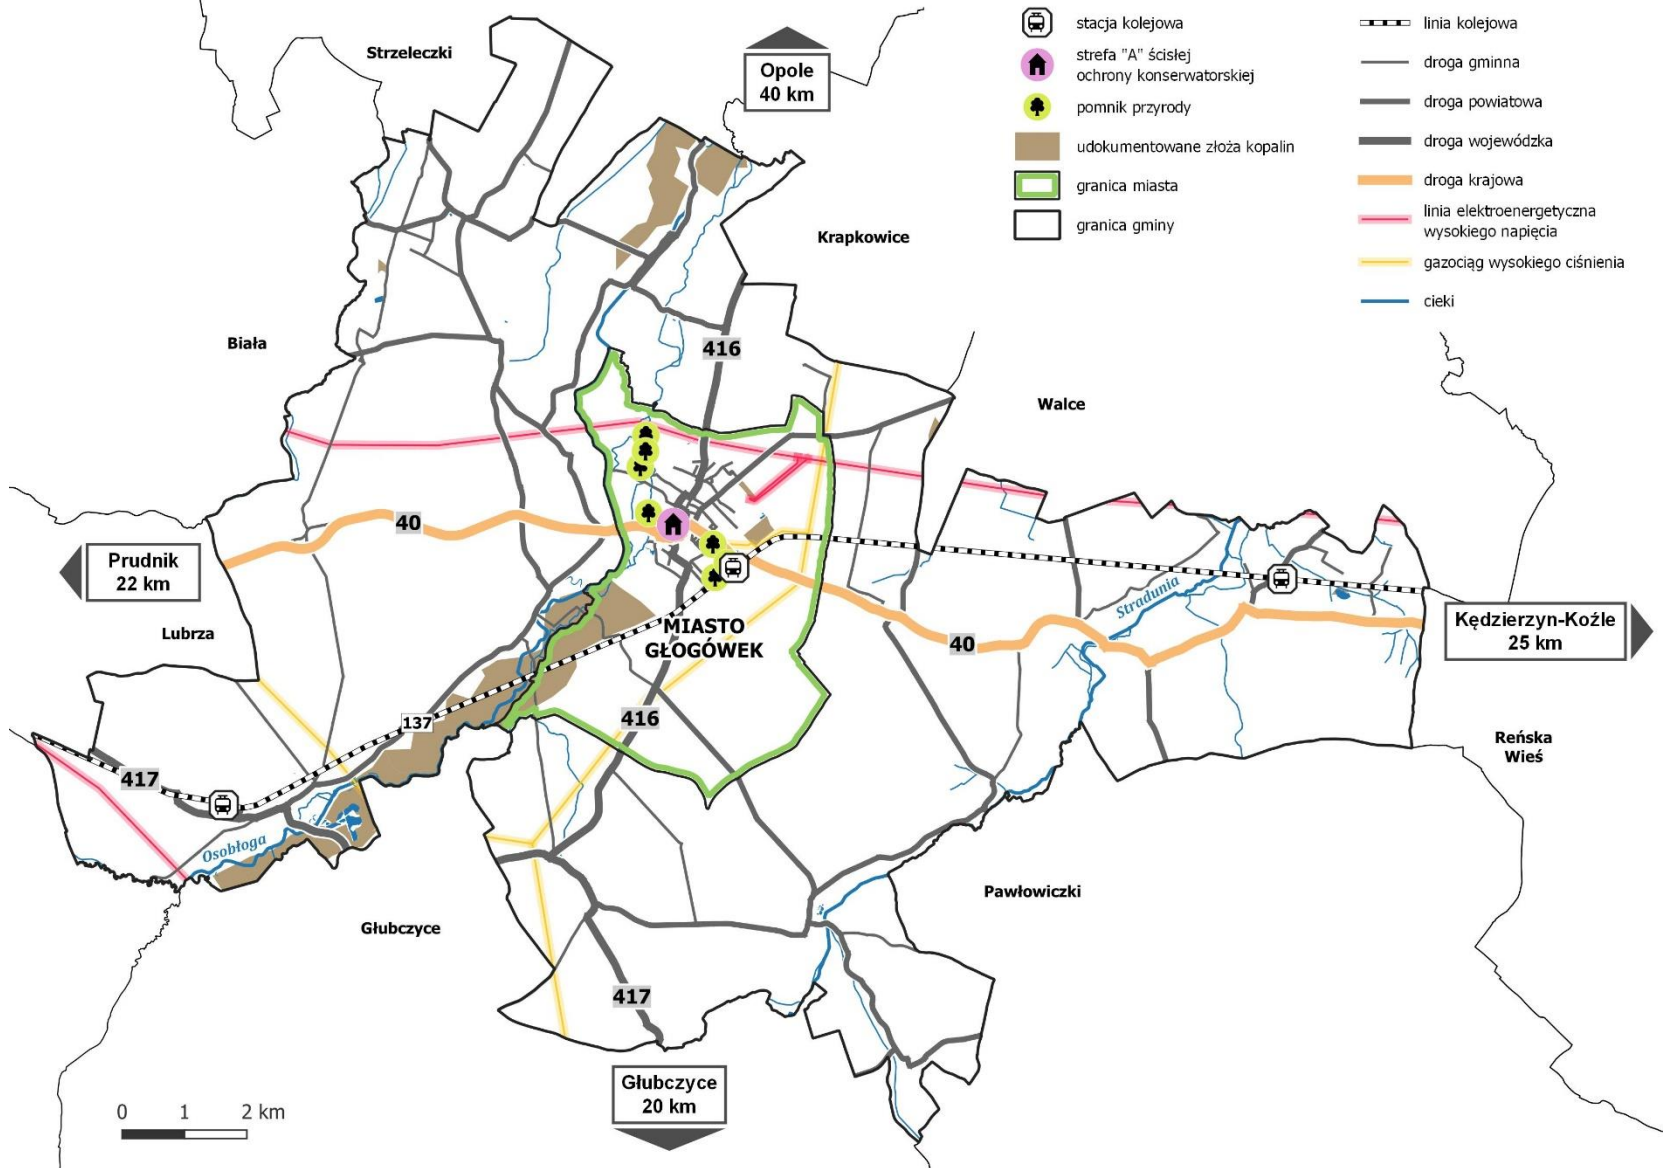 Strzeleczki
Opole
40 km
stacja kolejowa
strefa "A" ścisłej
ochrony konserwatorskiej
pomnik przyrody
udokumentowane złoża kopalin
granica miasta
granica gminy
linia kolejowa
droga gminna
droga powiatowa
droga wojewódzka
droga krajowa
linia elektroenergetyczna
wysokiego napięcia
gazociąg wysokiego ciśnienia
cieki
Krapkowice
Biała
416
Walce
40
Prudnik
22 km
Stradunia
Lubrza
MIASTO
GŁOGÓWEK
40
Kędzierzyn-Koźle
25 km
137
416
Reńska
Wieś
417
Osobłoga
Pawłowiczki
Głubczyce
417
Głubczyce
20 km
0 1 2 km